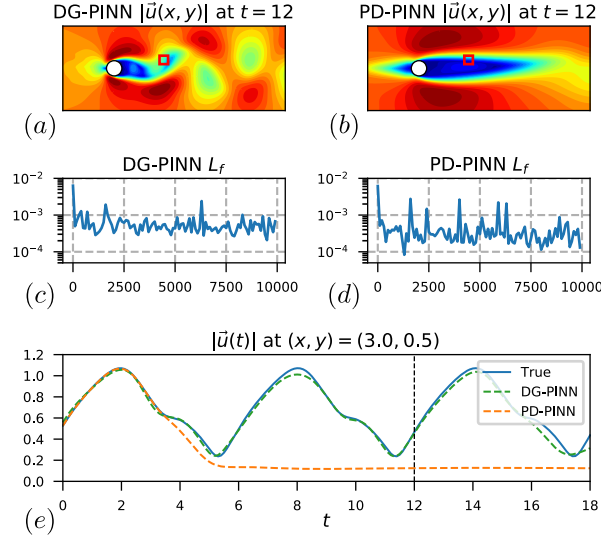 DG-PINN |u⃗(x, y)| at t = 12
PD-PINN |u⃗(x, y)| at t = 12
(a)
(b)
DG-PINN L_f
PD-PINN L_f
10⁻²
10⁻³
10⁻⁴
0 2500 5000 7500 10000
(c)
10⁻²
10⁻³
10⁻⁴
0 2500 5000 7500 10000
(d)
|u⃗(t)| at (x, y) = (3.0, 0.5)
1.2
1.0
0.8
0.6
0.4
0.2
0.0
True
DG-PINN
PD-PINN
0 2 4 6 8 10 12 14 16 18
(e)
t